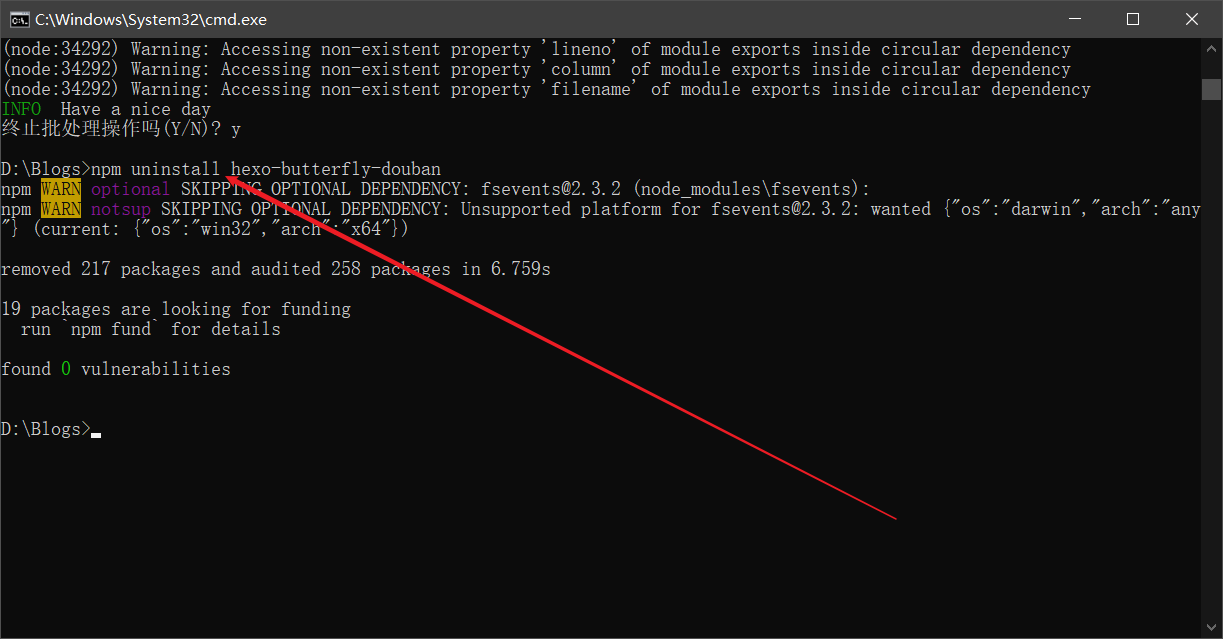 C:\Windows\System32\cmd.exe
(node:34292) Warning: Accessing non-existent property 'lineno' of module exports inside circular dependency
(node:34292) Warning: Accessing non-existent property 'column' of module exports inside circular dependency
(node:34292) Warning: Accessing non-existent property 'filename' of module exports inside circular dependency
INFO  Have a nice day
终止批处理操作吗(Y/N)? y
D:\Blogs>npm uninstall hexo-butterfly-douban
npm WARN optional SKIPPING OPTIONAL DEPENDENCY: fsevents@2.3.2 (node_modules\fsevents):
npm WARN notsup SKIPPING OPTIONAL DEPENDENCY: Unsupported platform for fsevents@2.3.2: wanted {"os":"darwin","arch":"any
"} (current: {"os":"win32","arch":"x64"})
removed 217 packages and audited 258 packages in 6.759s
19 packages are looking for funding
  run `npm fund` for details
found 0 vulnerabilities
D:\Blogs>